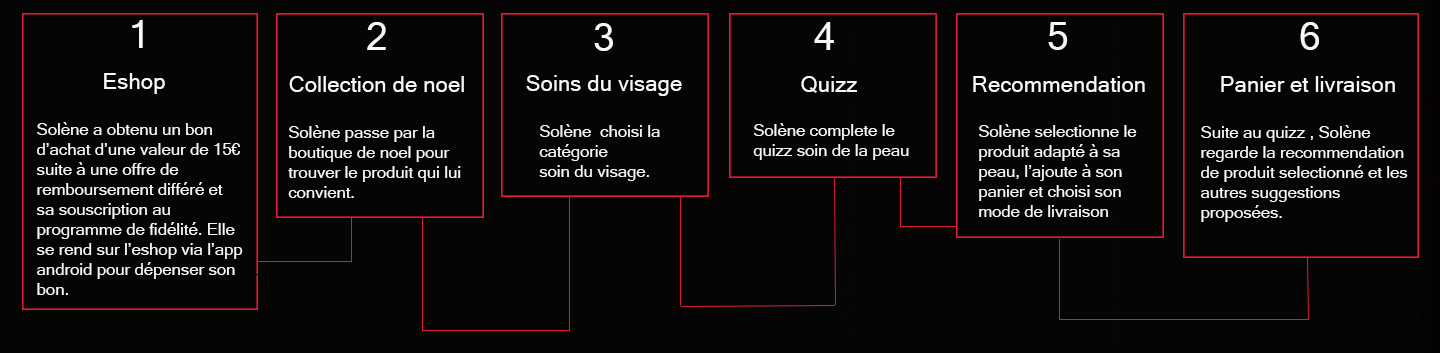 1
Eshop
Solène a obtenu un bon
d'achat d'une valeur de 15€
suite à une offre de
remboursement différé et
sa souscription au
programme de fidélité. Elle
se rend sur l'eshop via l'app
android pour dépenser son
bon.
2
Collection de noel
Solène passe par la
boutique de noel pour
trouver le produit qui lui
convient.
3
Soins du visage
Solène  choisi la
catégorie
soin du visage.
4
Quizz
Solène complete le
quizz soin de la peau
5
Recommendation
Solène selectionne le
produit adapté à sa
peau, l'ajoute à son
panier et choisi son
mode de livraison
6
Panier et livraison
Suite au quizz , Solène
regarde la recommendation
de produit selectionné et les
autres suggestions
proposées.